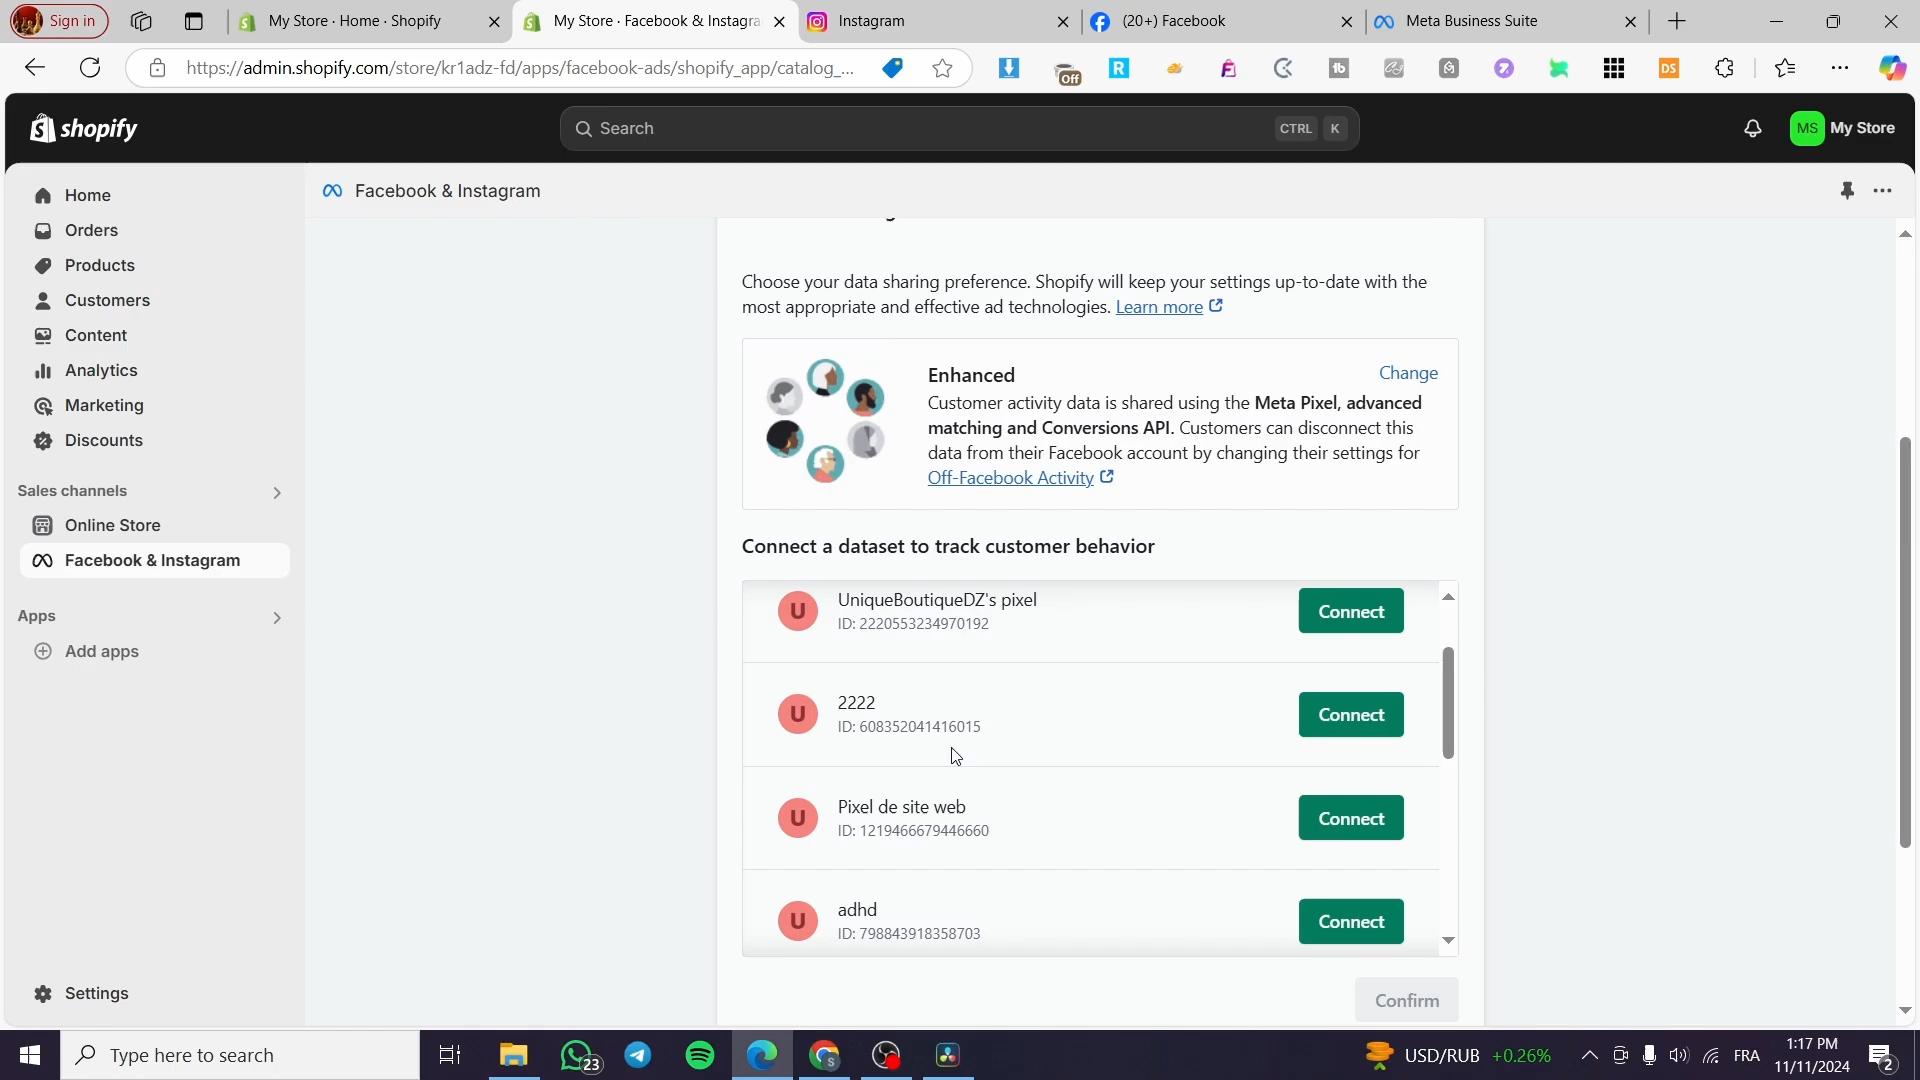 Sign in
My Store · Home · Shopify
My Store · Facebook & Instagra
Instagram
(20+) Facebook
Meta Business Suite
https://admin.shopify.com/store/kr1adz-fd/apps/facebook-ads/shopify_app/catalog_...
Off
DS
shopify
Search
CTRL K
MS My Store
Home
Orders
Products
Customers
Content
Analytics
Marketing
Discounts
Sales channels
Online Store
Facebook & Instagram
Apps
Add apps
Settings
Facebook & Instagram
Choose your data sharing preference. Shopify will keep your settings up-to-date with the
most appropriate and effective ad technologies. Learn more
Enhanced
Change
Customer activity data is shared using the Meta Pixel, advanced
matching and Conversions API. Customers can disconnect this
data from their Facebook account by changing their settings for
Off-Facebook Activity
Connect a dataset to track customer behavior
U
UniqueBoutiqueDZ's pixel
ID: 2220553234970192
Connect
U
2222
ID: 608352041416015
Connect
U
Pixel de site web
ID: 1219466679446660
Connect
U
adhd
ID: 798843918358703
Connect
Confirm
Type here to search
23
USD/RUB +0.26%
FRA
1:17 PM
11/11/2024
2